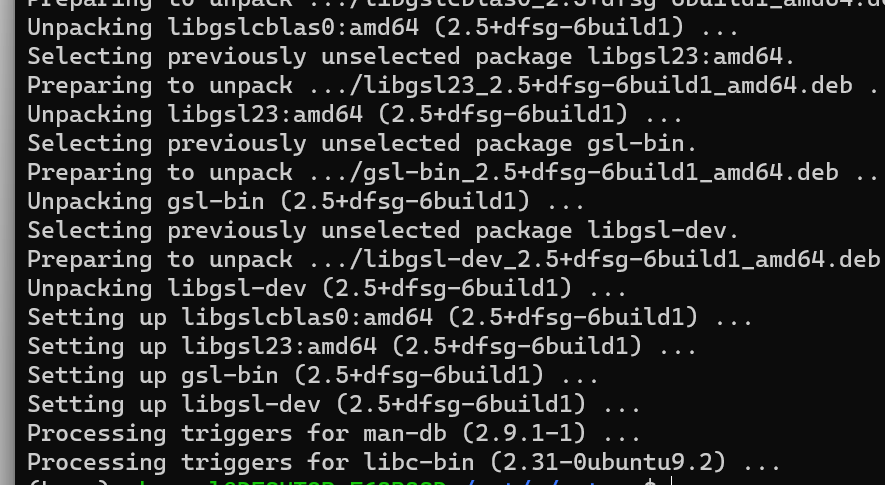 Preparing to unpack
Unpacking libgslcblas0:amd64 (2.5+dfsg-6build1) ...
Selecting previously unselected package libgsl23:amd64.
Preparing to unpack .../libgsl23_2.5+dfsg-6build1_amd64.deb .
Unpacking libgsl23:amd64 (2.5+dfsg-6build1) ...
Selecting previously unselected package gsl-bin.
Preparing to unpack .../gsl-bin_2.5+dfsg-6build1_amd64.deb ..
Unpacking gsl-bin (2.5+dfsg-6build1) ...
Selecting previously unselected package libgsl-dev.
Preparing to unpack .../libgsl-dev_2.5+dfsg-6build1_amd64.deb
Unpacking libgsl-dev (2.5+dfsg-6build1) ...
Setting up libgslcblas0:amd64 (2.5+dfsg-6build1) ...
Setting up libgsl23:amd64 (2.5+dfsg-6build1) ...
Setting up gsl-bin (2.5+dfsg-6build1) ...
Setting up libgsl-dev (2.5+dfsg-6build1) ...
Processing triggers for man-db (2.9.1-1) ...
Processing triggers for libc-bin (2.31-0ubuntu9.2) ...